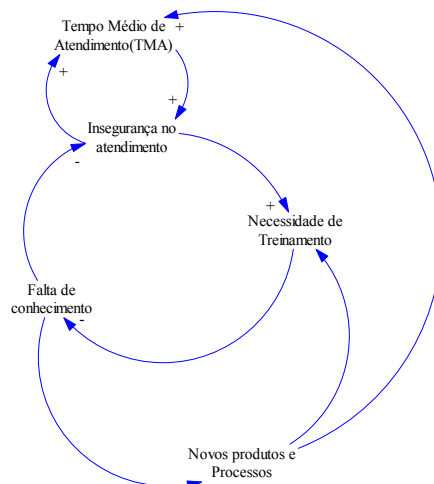 Tempo Médio de
Atendimento(TMA)
+
+
+
Insegurança no
atendimento
-
+
Necessidade de
Treinamento
Falta de
conhecimento
-
Novos produtos e
Processos
-